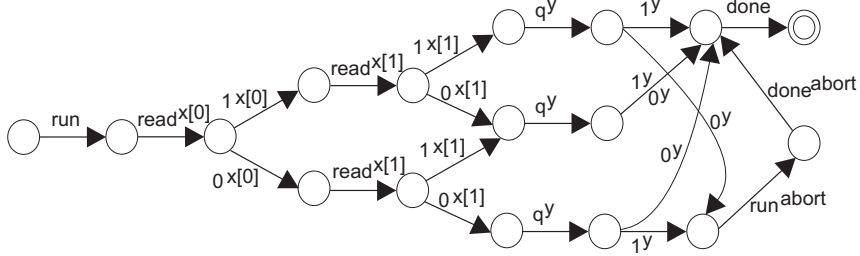 run
read x[0]
1 x[0]
0 x[0]
read x[1]
read x[1]
1 x[1]
0 x[1]
1 x[1]
0 x[1]
q y
q y
q y
1 y
1 y
0 y
0 y
0 y
1 y
done
done abort
run abort